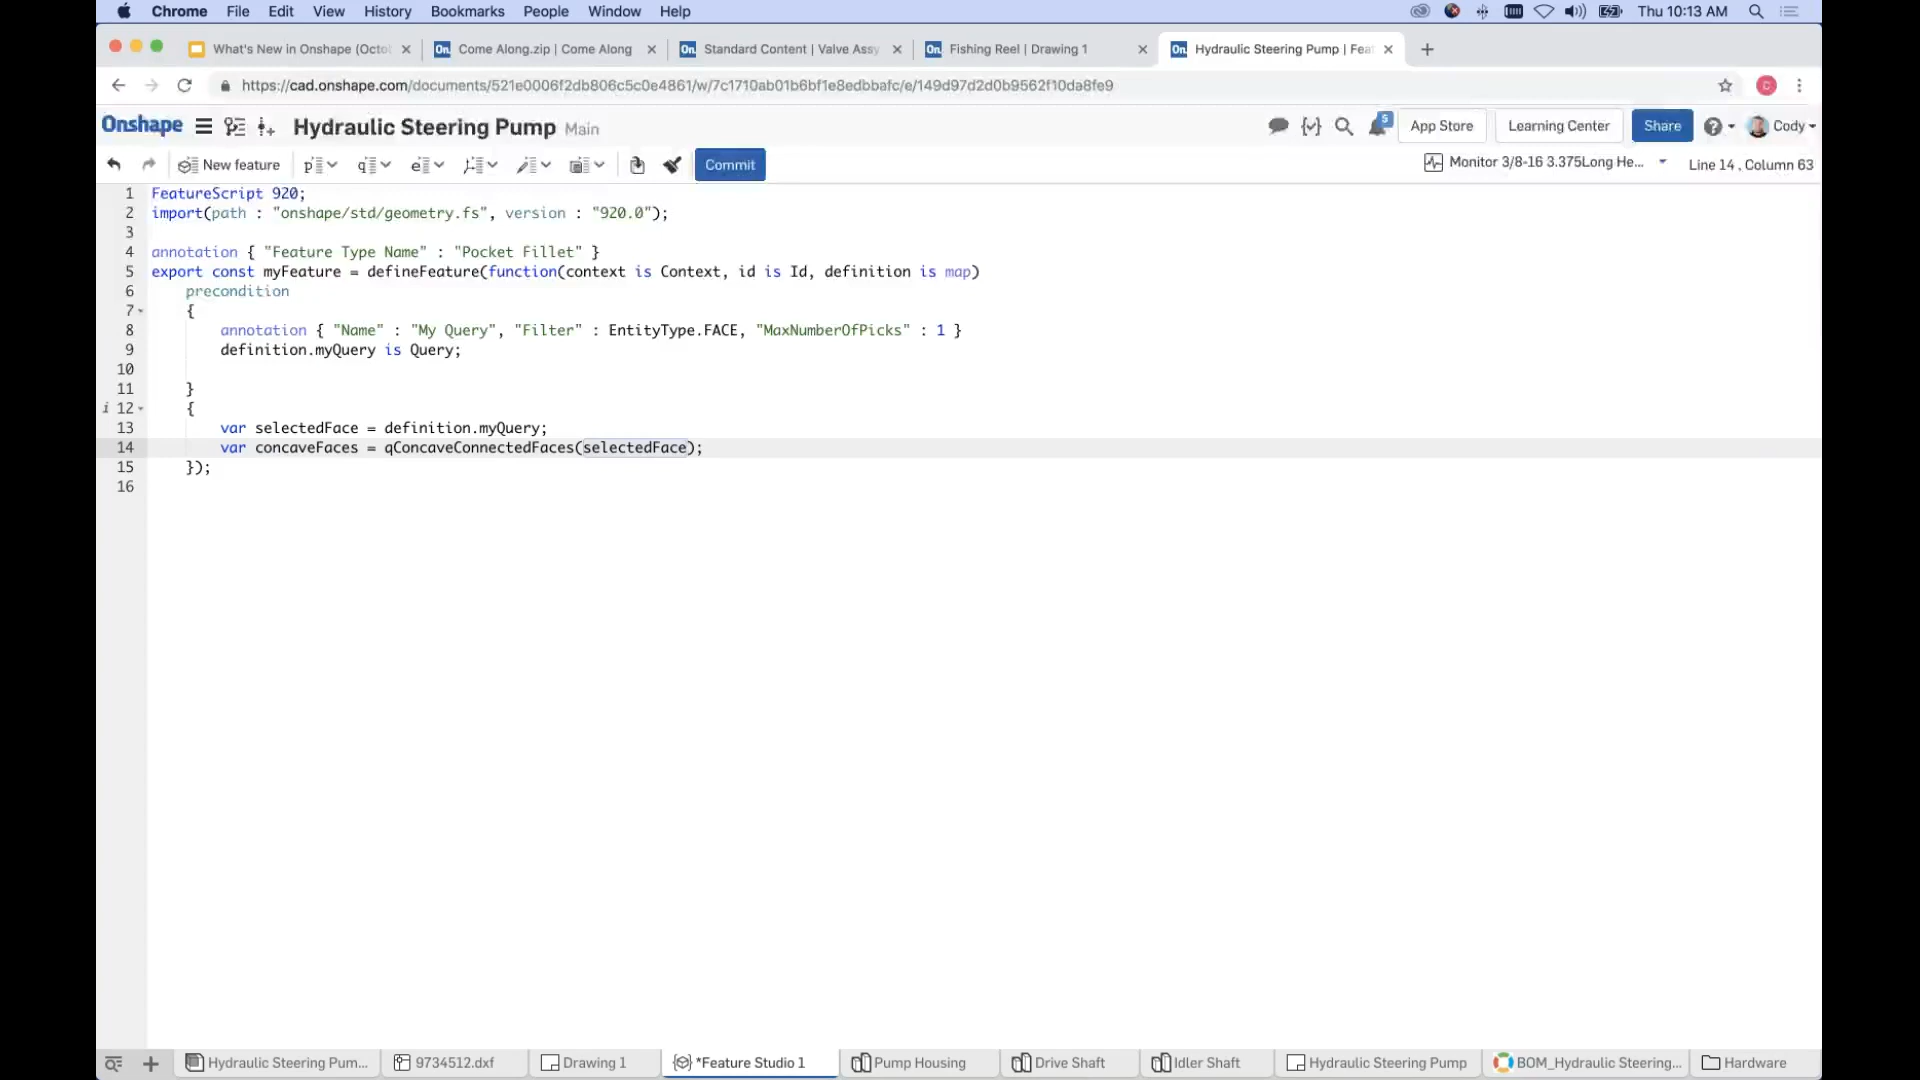 Chrome File Edit View History Bookmarks People Window Help Thu 10:13 AM
What's New in Onshape (Octo Come Along.zip | Come Along Standard Content | Valve Assy Fishing Reel | Drawing 1 Hydraulic Steering Pump | Feat
https://cad.onshape.com/documents/521e0006f2db806c5c0e4861/w/7c1710ab01b6bf1e8edbbafc/e/149d97d2d0b9562f10da8fe9
Onshape Hydraulic Steering Pump Main 5 App Store Learning Center Share Cody
New feature Commit Monitor 3/8-16 3.375Long He... Line 14 , Column 63
1 FeatureScript 920;
2 import(path : "onshape/std/geometry.fs", version : "920.0");
3
4 annotation { "Feature Type Name" : "Pocket Fillet" }
5 export const myFeature = defineFeature(function(context is Context, id is Id, definition is map)
6 precondition
7 {
8 annotation { "Name" : "My Query", "Filter" : EntityType.FACE, "MaxNumberOfPicks" : 1 }
9 definition.myQuery is Query;
10
11 }
12 {
13 var selectedFace = definition.myQuery;
14 var concaveFaces = qConcaveConnectedFaces(selectedFace);
15 });
16
Hydraulic Steering Pum... 9734512.dxf Drawing 1 *Feature Studio 1 Pump Housing Drive Shaft Idler Shaft Hydraulic Steering Pump BOM_Hydraulic Steering... Hardware